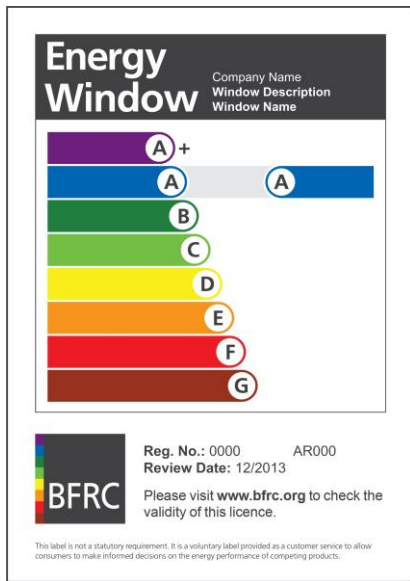 Energy
Window
Company Name
Window Description
Window Name
A+
A A
B
C
D
E
F
G
BFRC
Reg. No.: 0000 AR000
Review Date: 12/2013
Please visit www.bfrc.org to check the
validity of this licence.
This label is not a statutory requirement. It is a voluntary label provided as a customer service to allow
consumers to make informed decisions on the energy performance of competing products.